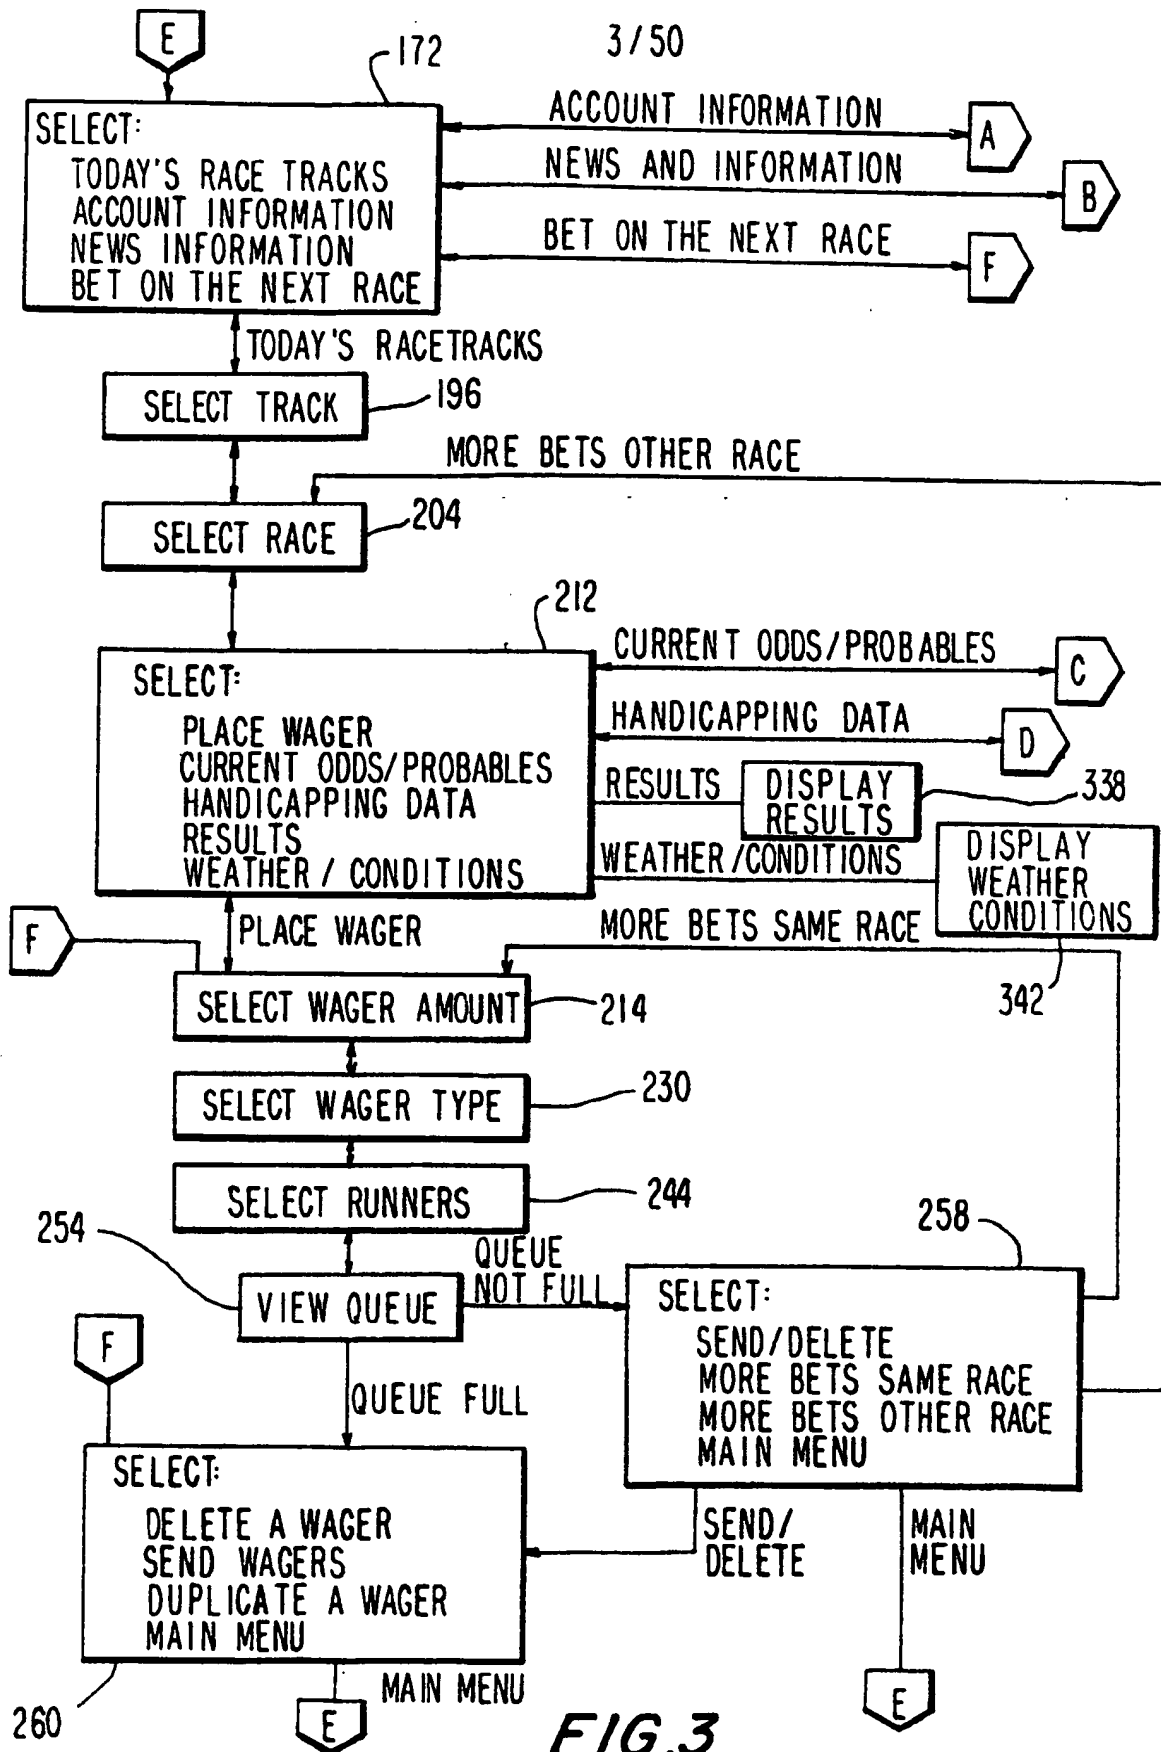 E
3/50
172
SELECT:
TODAY'S RACE TRACKS
ACCOUNT INFORMATION
NEWS INFORMATION
BET ON THE NEXT RACE
ACCOUNT INFORMATION
A
NEWS AND INFORMATION
B
BET ON THE NEXT RACE
F
TODAY'S RACETRACKS
SELECT TRACK
196
MORE BETS OTHER RACE
SELECT RACE
204
212
SELECT:
PLACE WAGER
CURRENT ODDS/PROBABLES
HANDICAPPING DATA
RESULTS
WEATHER / CONDITIONS
CURRENT ODDS/PROBABLES
C
HANDICAPPING DATA
D
RESULTS
DISPLAY
RESULTS
338
WEATHER/CONDITIONS
DISPLAY
WEATHER
CONDITIONS
342
F
PLACE WAGER
MORE BETS SAME RACE
SELECT WAGER AMOUNT
214
SELECT WAGER TYPE
230
SELECT RUNNERS
244
254
VIEW QUEUE
QUEUE
NOT FULL
258
SELECT:
SEND/DELETE
MORE BETS SAME RACE
MORE BETS OTHER RACE
MAIN MENU
F
QUEUE FULL
SELECT:
DELETE A WAGER
SEND WAGERS
DUPLICATE A WAGER
MAIN MENU
SEND/
DELETE
MAIN
MENU
260
MAIN MENU
E
E
FIG.3